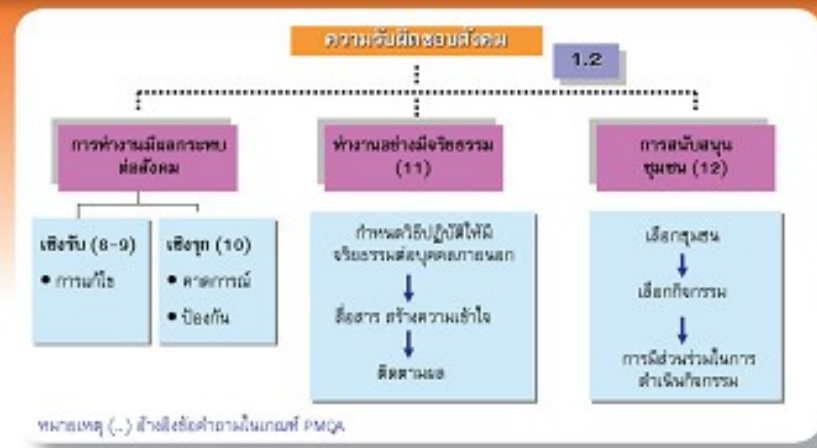 ความรับผิดชอบสังคม
1.2
การทำงานมีผลกระทบ
ต่อสังคม
ทำงานอย่างมีจริยธรรม
(11)
การสนับสนุน
ชุมชน (12)
เชิงรับ (8-9)
• การแก้ไข
เชิงรุก (10)
• คาดการณ์
• ป้องกัน
กำหนดวิธีปฏิบัติให้มี
จริยธรรมต่อบุคคลภายนอก
สื่อสาร สร้างความเข้าใจ
ติดตามผล
เลือกชุมชน
เลือกกิจกรรม
การมีส่วนร่วมในการ
ดำเนินกิจกรรม
หมายเหตุ (...) อ้างอิงข้อคำถามในเกณฑ์ PMQA